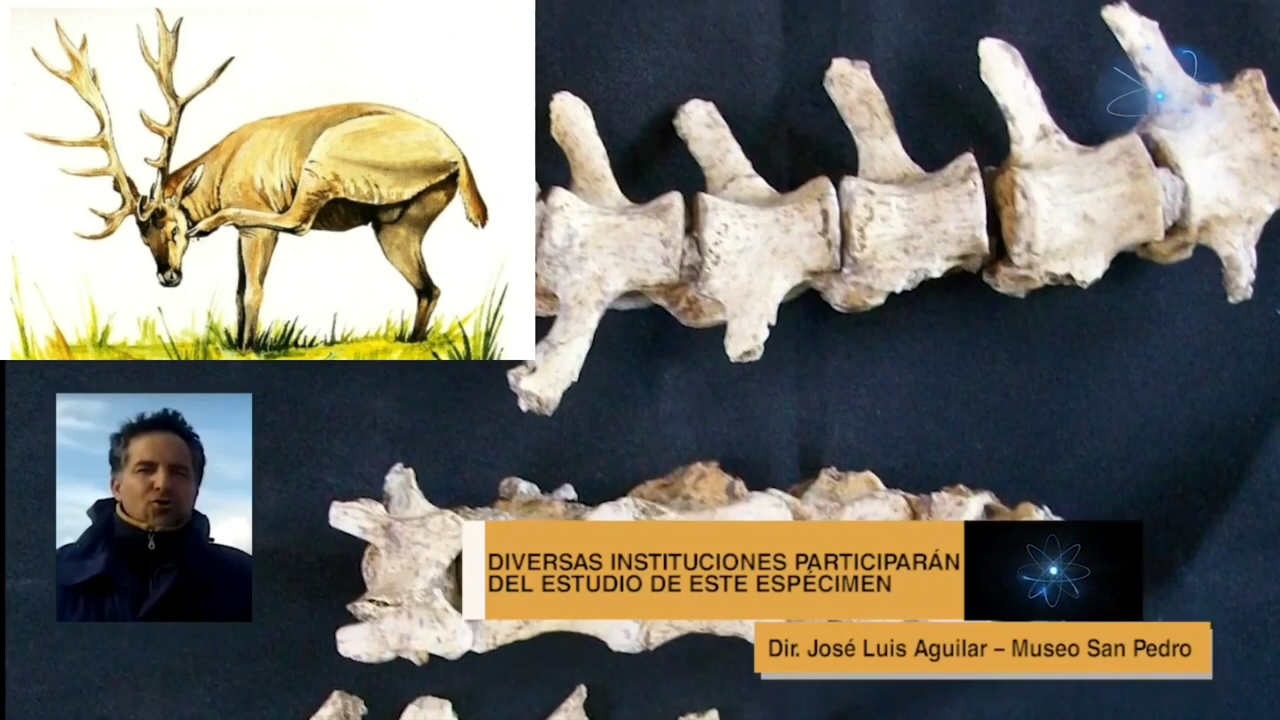 DIVERSAS INSTITUCIONES PARTICIPARÁN
DEL ESTUDIO DE ESTE ESPÉCIMEN
Dir. José Luis Aguilar – Museo San Pedro